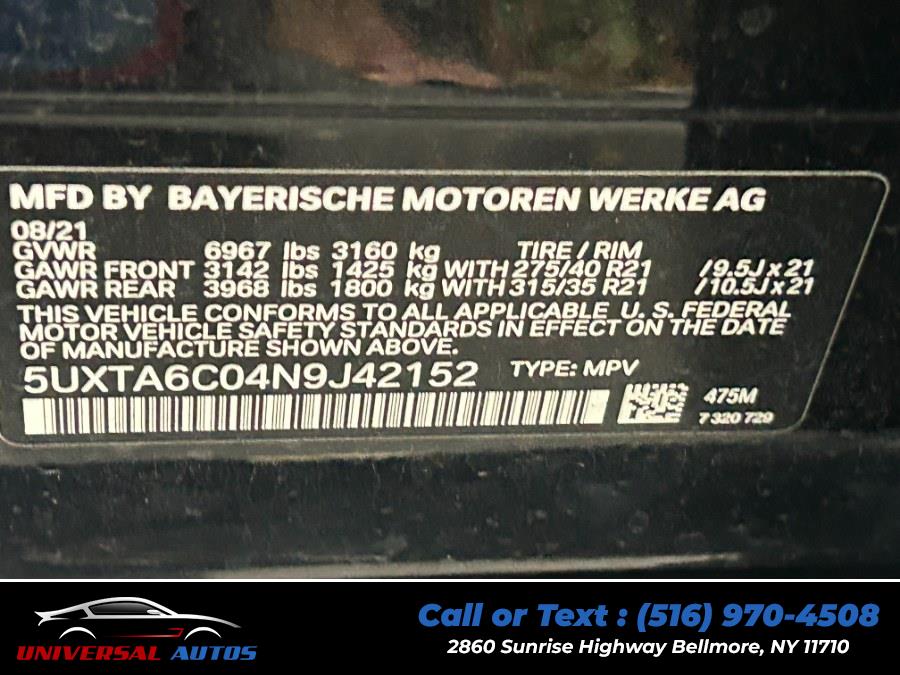 MFD BY BAYERISCHE MOTOREN WERKE AG
08/21
GVWR 6967 lbs 3160 kg TIRE / RIM
GAWR FRONT 3142 lbs 1425 kg WITH 275/40 R21 / 9.5J x 21
GAWR REAR 3968 lbs 1800 kg WITH 315/35 R21 / 10.5J x 21
THIS VEHICLE CONFORMS TO ALL APPLICABLE U. S. FEDERAL
MOTOR VEHICLE SAFETY STANDARDS IN EFFECT ON THE DATE
OF MANUFACTURE SHOWN ABOVE.
5UXTA6C04N9J42152 TYPE: MPV
475M
7 320 729
UNIVERSAL AUTOS
Call or Text : (516) 970-4508
2860 Sunrise Highway Bellmore, NY 11710